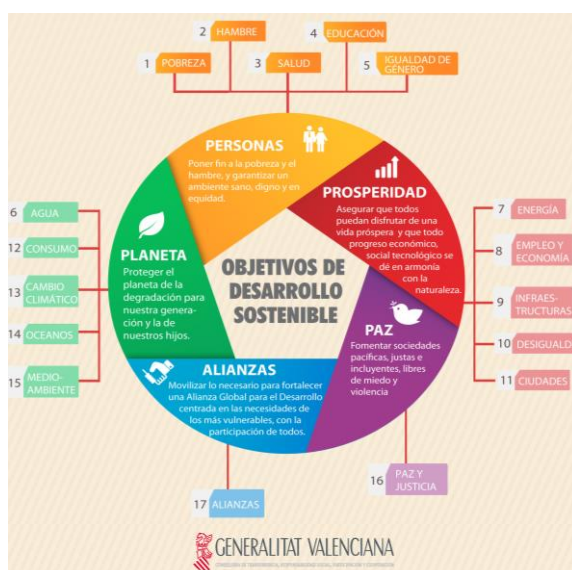 2 HAMBRE
4 EDUCACIÓN
1 POBREZA
3 SALUD
5 IGUALDAD DE
GÉNERO
PERSONAS
Poner fin a la pobreza y el
hambre, y garantizar un
ambiente sano, digno y en
equidad.
PROSPERIDAD
Asegurar que todos
puedan disfrutar de una
vida próspera y que todo
progreso económico,
social tecnológico se
dé en armonía
con la
naturaleza.
6 AGUA
12 CONSUMO
13 CAMBIO
CLIMÁTICO
14 OCEANOS
15 MEDIO-
AMBIENTE
PLANETA
Proteger el
planeta de la
degradación para
nuestra genera-
ción y la de
nuestros hijos.
OBJETIVOS DE
DESARROLLO
SOSTENIBLE
7 ENERGÍA
8 EMPLEO Y
ECONOMÍA
9 INFRAES-
TRUCTURAS
10 DESIGUALD
11 CIUDADES
PAZ
Fomentar sociedades
pacíficas, justas e
incluyentes, libres
de miedo y
violencia
ALIANZAS
Movilizar lo necesario para fortalecer
una Alianza Global para el Desarrollo
centrada en las necesidades de
los más vulnerables, con la
participación de todos.
16 PAZ Y
JUSTICIA
17 ALIANZAS
GENERALITAT VALENCIANA